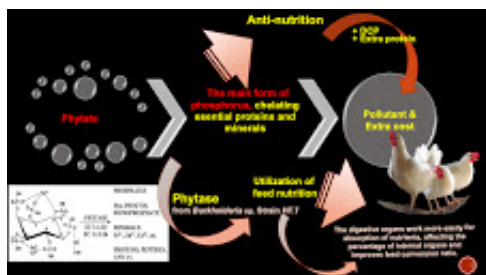 Anti-nutrition
+ DCP
+ Extra protein
Phytate
The main form of
phosphorus, chelating
esential proteins and
minerals
Pollutant &
Extra cost
Phytase
from Burkholderia sp. Strain HT.7
Utilization of
feed nutrition
The digestive organs work more easily for
absorption of nutrients, affecting the
percentage of internal organs and
improves feed conversion ratio.